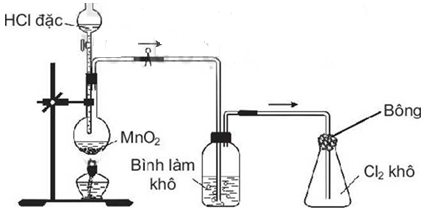 HCl đặc
MnO₂
Bình làm
khô
Bông
Cl₂ khô